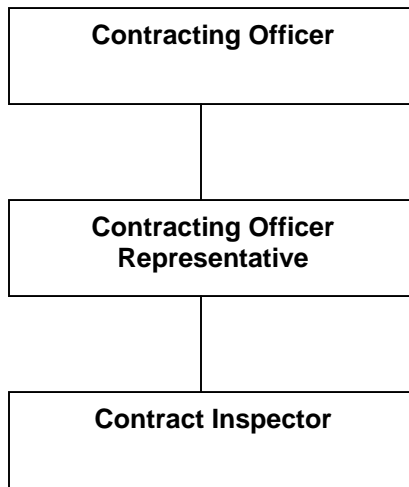 Contracting Officer
Contracting Officer
Representative
Contract Inspector